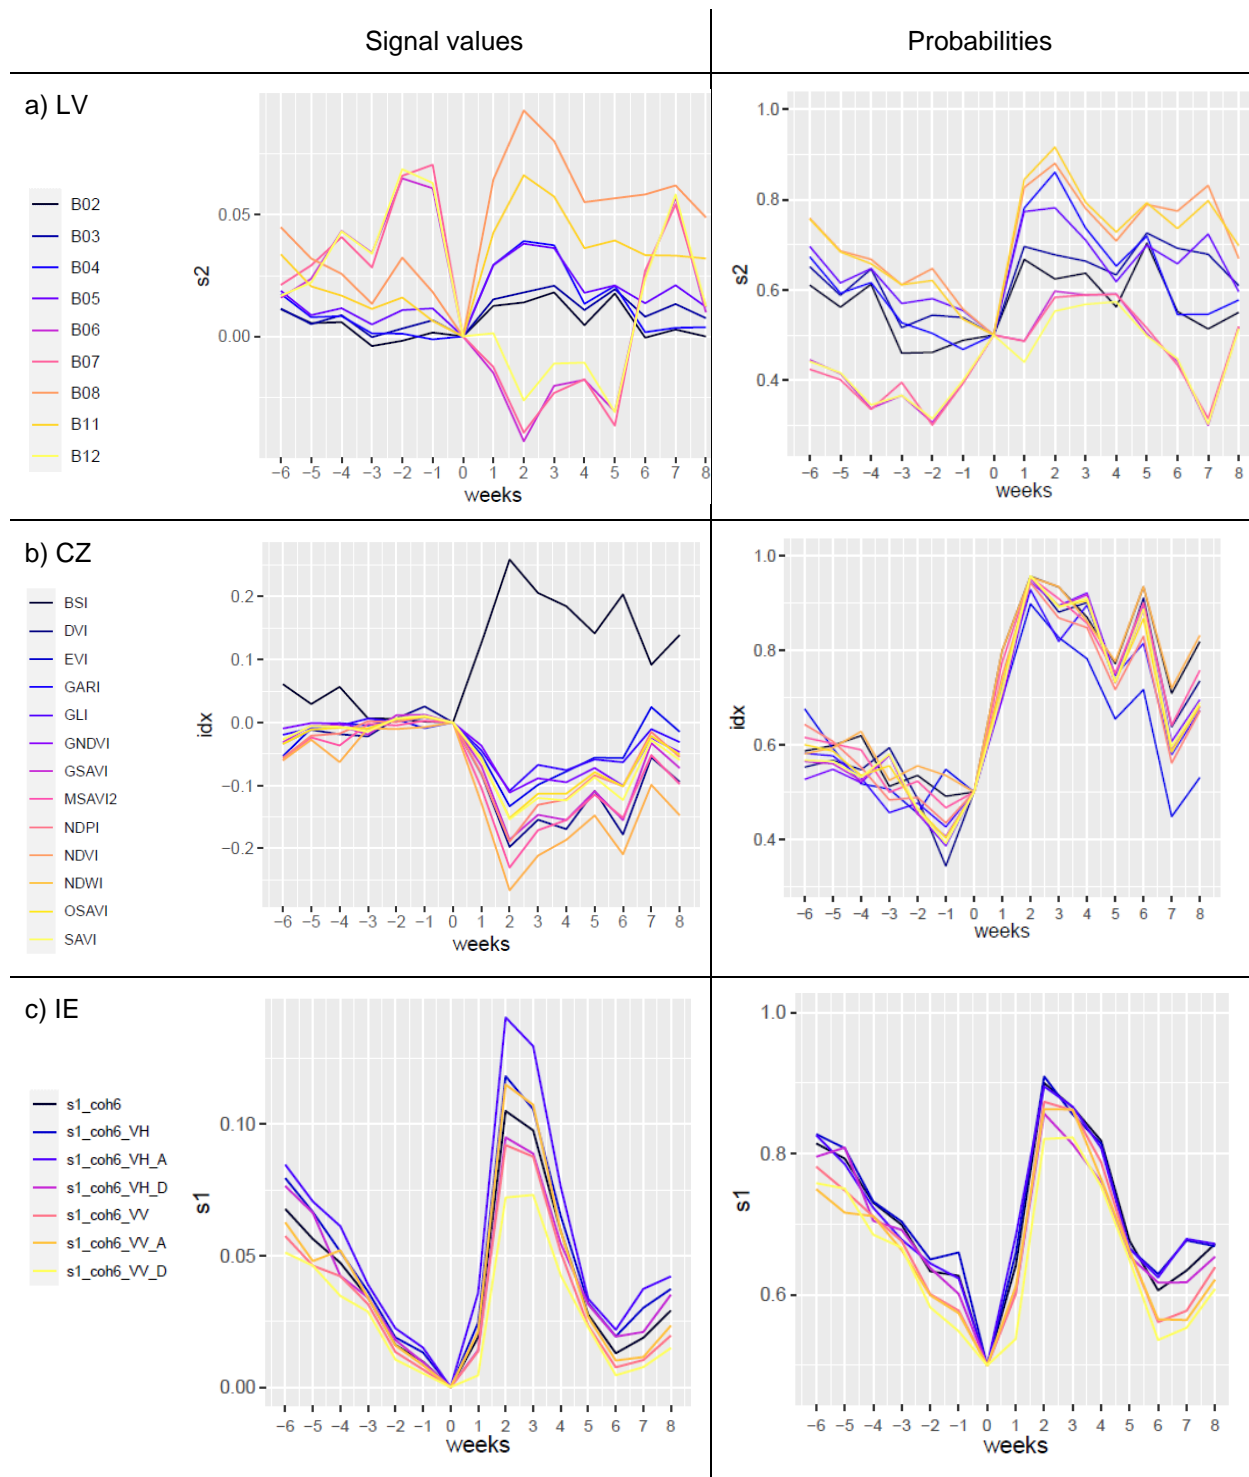 Signal values Probabilities
a) LV
B02
B03
B04
B05
B06
B07
B08
B11
B12
s2
0.05
0.00
−6 −5 −4 −3 −2 −1 0 1 2 3 4 5 6 7 8
weeks
s2
1.0
0.8
0.6
0.4
−6 −5 −4 −3 −2 −1 0 1 2 3 4 5 6 7 8
weeks
b) CZ
BSI
DVI
EVI
GARI
GLI
GNDVI
GSAVI
MSAVI2
NDPI
NDVI
NDWI
OSAVI
SAVI
idx
0.2
0.1
0.0
−0.1
−0.2
−6 −5 −4 −3 −2 −1 0 1 2 3 4 5 6 7 8
weeks
idx
1.0
0.8
0.6
0.4
−6 −5 −4 −3 −2 −1 0 1 2 3 4 5 6 7 8
weeks
c) IE
s1_coh6
s1_coh6_VH
s1_coh6_VH_A
s1_coh6_VH_D
s1_coh6_VV
s1_coh6_VV_A
s1_coh6_VV_D
s1
0.10
0.05
0.00
−6 −5 −4 −3 −2 −1 0 1 2 3 4 5 6 7 8
weeks
s1
1.0
0.8
0.6
−6 −5 −4 −3 −2 −1 0 1 2 3 4 5 6 7 8
weeks